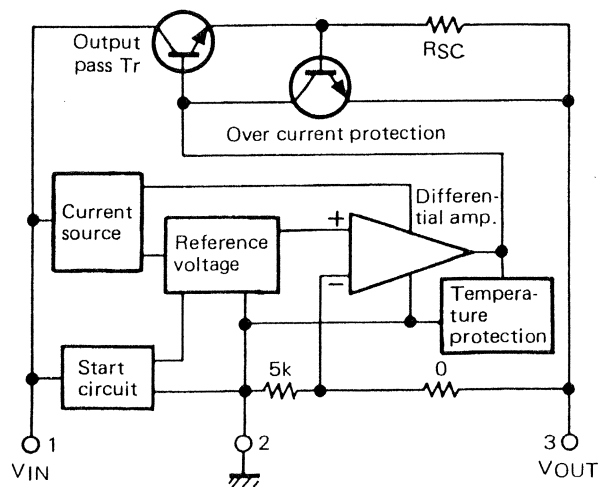 Output
pass Tr
RSC
Over current protection
Current
source
Reference
voltage
Differen-
tial amp.
+
−
Tempera-
ture
protection
Start
circuit
5k
0
1
2
3
VIN
VOUT